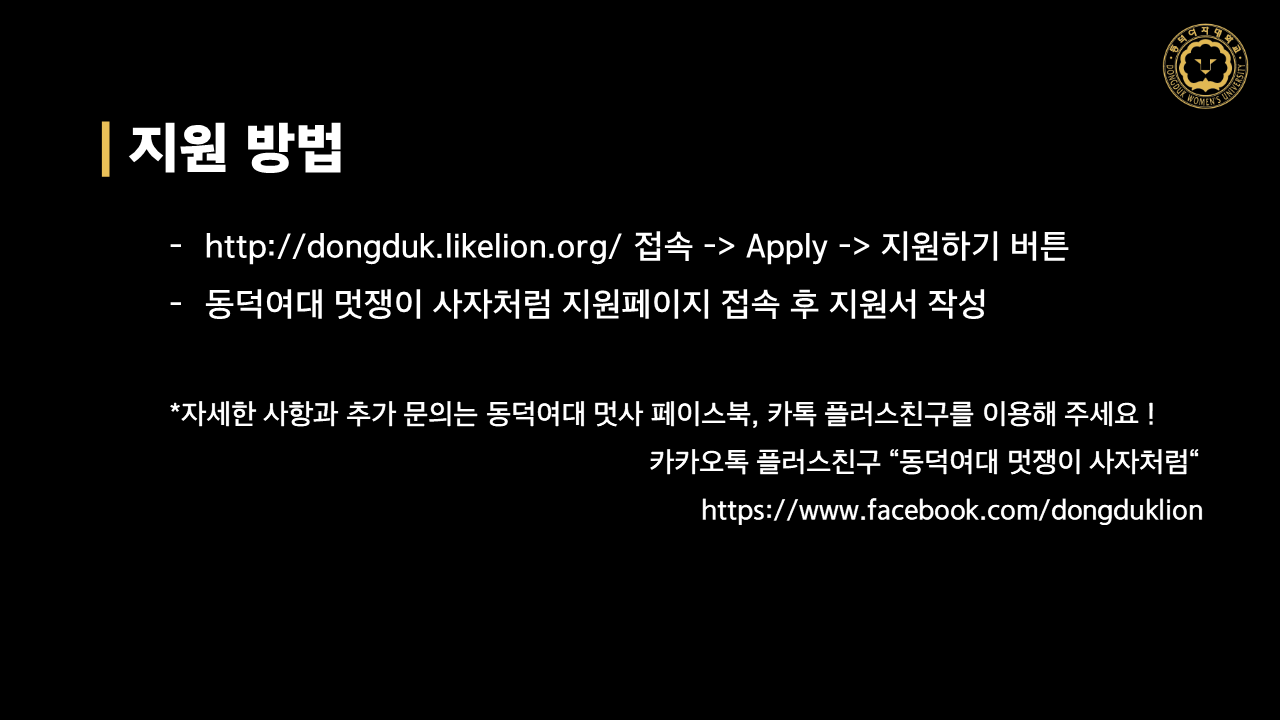 동덕여자대학교
DONGDUK WOMEN'S UNIVERSITY
지원 방법
- http://dongduk.likelion.org/ 접속 -> Apply -> 지원하기 버튼
- 동덕여대 멋쟁이 사자처럼 지원페이지 접속 후 지원서 작성
*자세한 사항과 추가 문의는 동덕여대 멋사 페이스북, 카톡 플러스친구를 이용해 주세요 !
카카오톡 플러스친구 “동덕여대 멋쟁이 사자처럼“
https://www.facebook.com/dongduklion